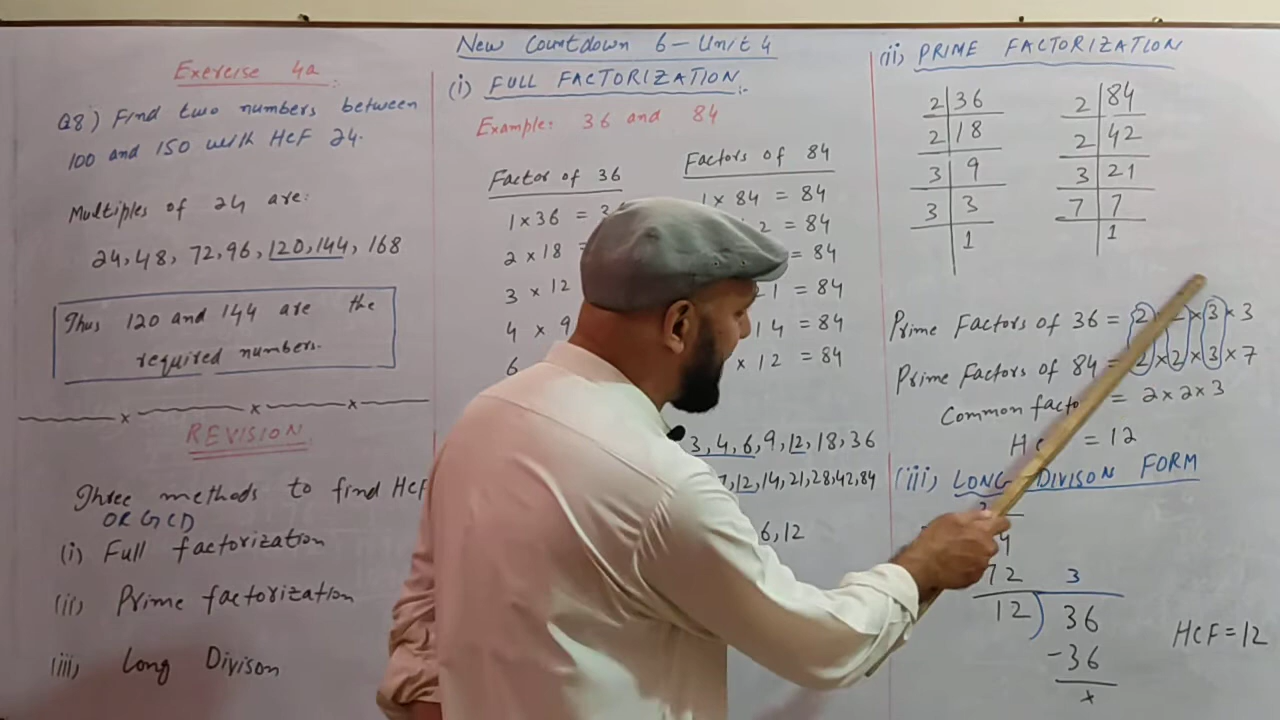 New Countdown 6 - Unit 4
Exercise 4a
Q8) Find two numbers between
100 and 150 with HCF 24.
Multiples of 24 are:
24, 48, 72, 96, 120, 144, 168
Thus 120 and 144 are the
required numbers.
REVISION
Three methods to find HCF
OR GCD
(i) Full factorization
(ii) Prime factorization
(iii) Long Divison
(i) FULL FACTORIZATION
Example: 36 and 84
Factor of 36
1 × 36 = 3
2 × 18
3 × 12
4 × 9
6
Factors of 84
1 × 84 = 84
2 = 84
= 84
21 = 84
14 = 84
× 12 = 84
3, 4, 6, 9, 12, 18, 36
7, 12, 14, 21, 28, 42, 84
6, 12
(ii) PRIME FACTORIZATION
2 36
2 18
3 9
3 3
1
2 84
2 42
3 21
7 7
1
Prime Factors of 36 = 2 × 2 × 3 × 3
Prime Factors of 84 = 2 × 2 × 3 × 7
Common facto = 2 × 2 × 3
H = 12
(iii) LONG DIVISON FORM
4
72 3
12) 36
-36
×
HCF = 12